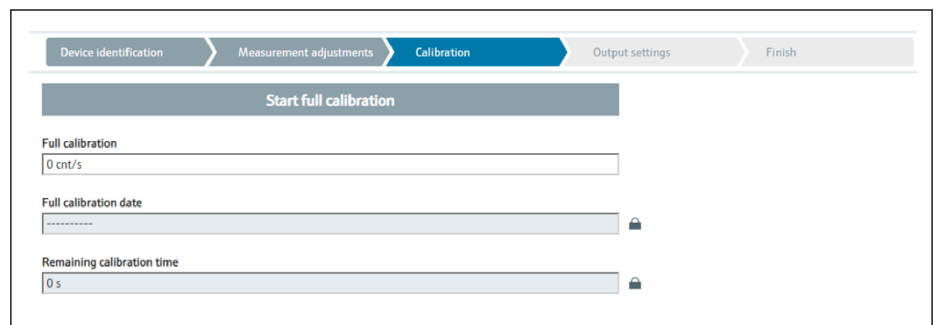 Device identification Measurement adjustments Calibration Output settings Finish
Start full calibration
Full calibration
0 cnt/s
Full calibration date
----------
Remaining calibration time
0 s